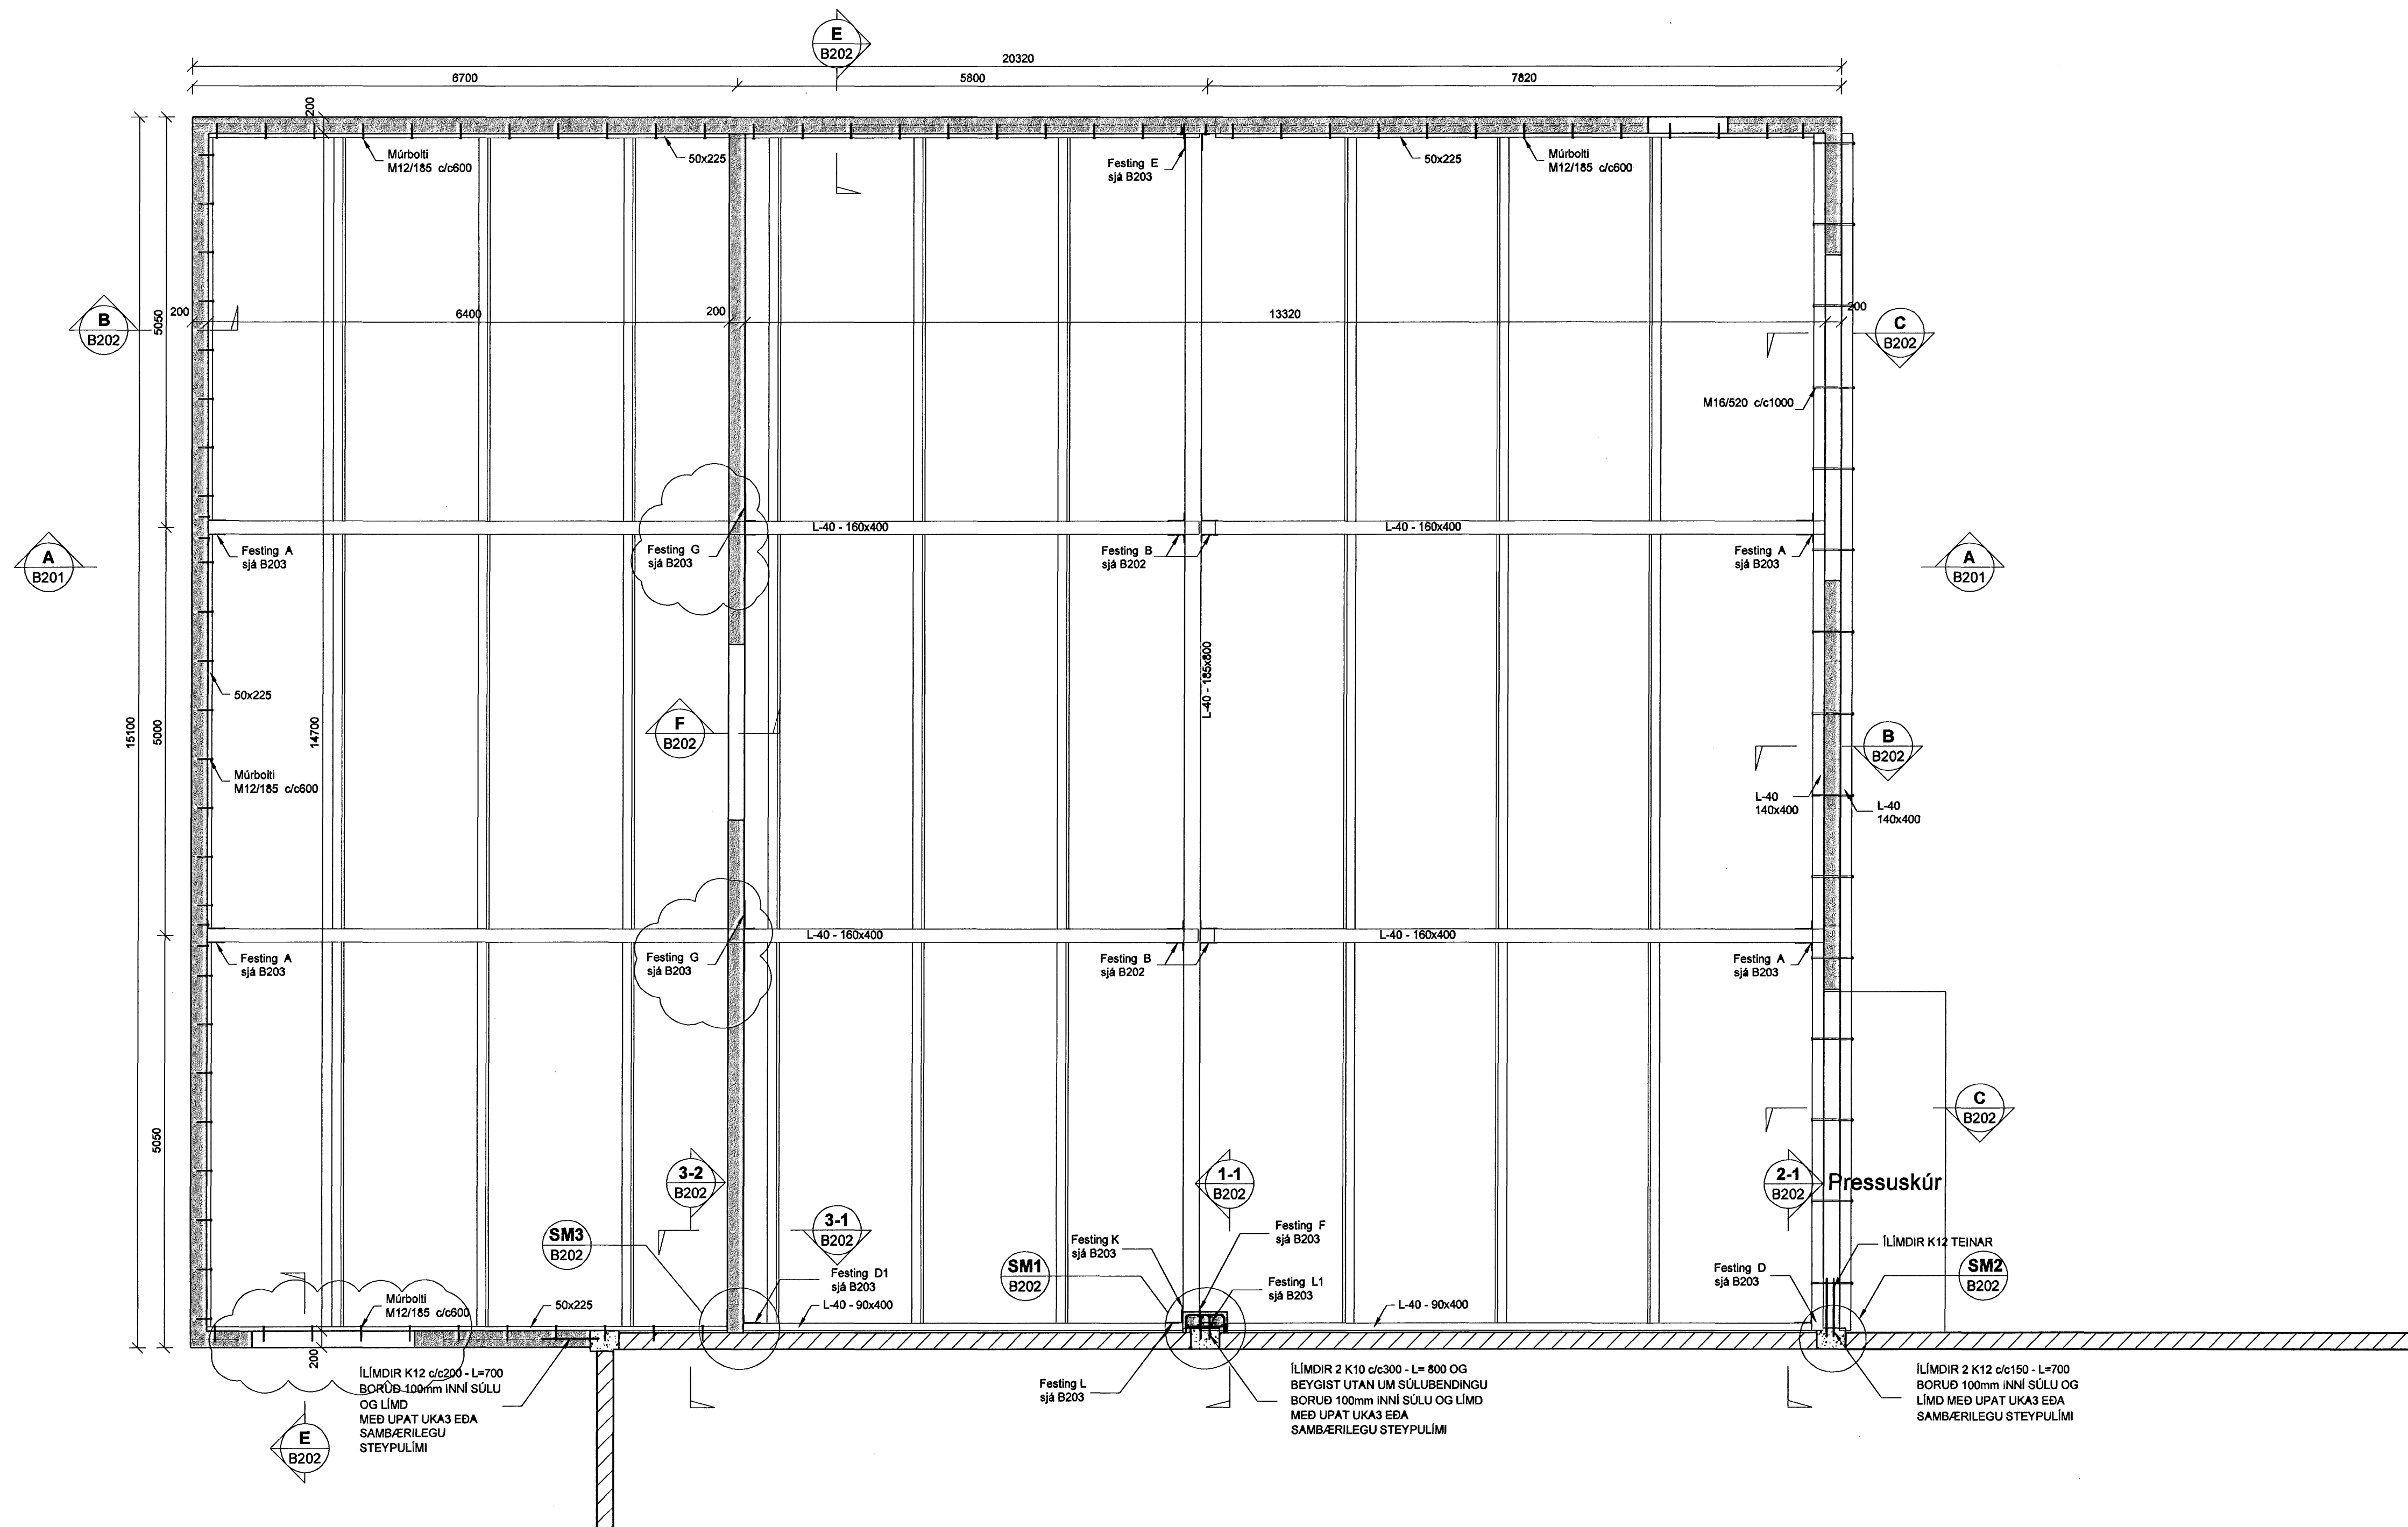 E
B202
20320
6700
5800
7820
200
Múrbolti
M12/185 c/c600
50x225
Festing E
sjá B203
50x225
Múrbolti
M12/185 c/c600
B
B202
5050
200
6400
200
13320
200
C
B202
M16/520 c/c1000
A
B201
Festing A
sjá B203
Festing G
sjá B203
L-40 - 160x400
Festing B
sjá B202
L-40 - 160x400
Festing A
sjá B203
A
B201
50x225
L-40 - 185x800
15100
5000
14700
F
B202
B
B202
Múrbolti
M12/185 c/c600
L-40
140x400
L-40
140x400
Festing A
sjá B203
Festing G
sjá B203
L-40 - 160x400
Festing B
sjá B202
L-40 - 160x400
Festing A
sjá B203
5050
C
B202
3-2
B202
1-1
B202
2-1
B202
Pressuskúr
SM3
B202
3-1
B202
Festing K
sjá B203
Festing F
sjá B203
ÍLÍMDIR K12 TEINAR
Festing D1
sjá B203
SM1
B202
Festing L1
sjá B203
Festing D
sjá B203
SM2
B202
Múrbolti
M12/185 c/c600
50x225
L-40 - 90x400
L-40 - 90x400
200
ÍLÍMDIR K12 c/c200 - L=700
BORUÐ 100mm INNÍ SÚLU
OG LÍMD
MEÐ UPAT UKA3 EÐA
SAMBÆRILEGU
STEYPULÍMI
Festing L
sjá B203
ÍLÍMDIR 2 K10 c/c300 - L= 800 OG
BEYGIST UTAN UM SÚLUBENDINGU
BORUÐ 100mm INNÍ SÚLU OG LÍMD
MEÐ UPAT UKA3 EÐA
SAMBÆRILEGU STEYPULÍMI
ÍLÍMDIR 2 K12 c/c150 - L=700
BORUÐ 100mm INNÍ SÚLU OG
LÍMD MEÐ UPAT UKA3 EÐA
SAMBÆRILEGU STEYPULÍMI
E
B202